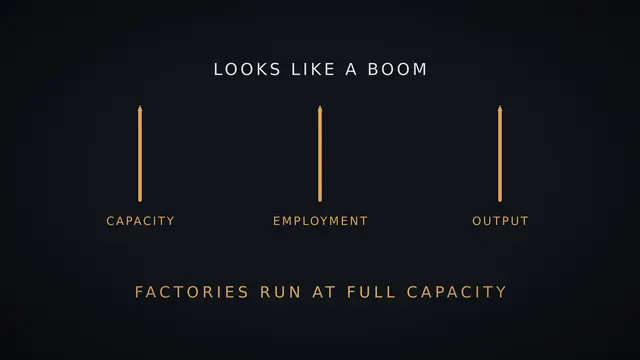 LOOKS LIKE A BOOM
CAPACITY EMPLOYMENT OUTPUT
FACTORIES RUN AT FULL CAPACITY